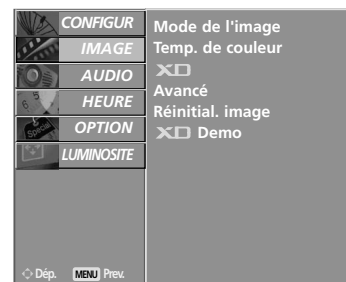 CONFIGUR
IMAGE
AUDIO
HEURE
OPTION
LUMINOSITE
Mode de l'image
Temp. de couleur
XD
Avancé
Réinitial. image
XD Demo
Dép. MENU Prev.